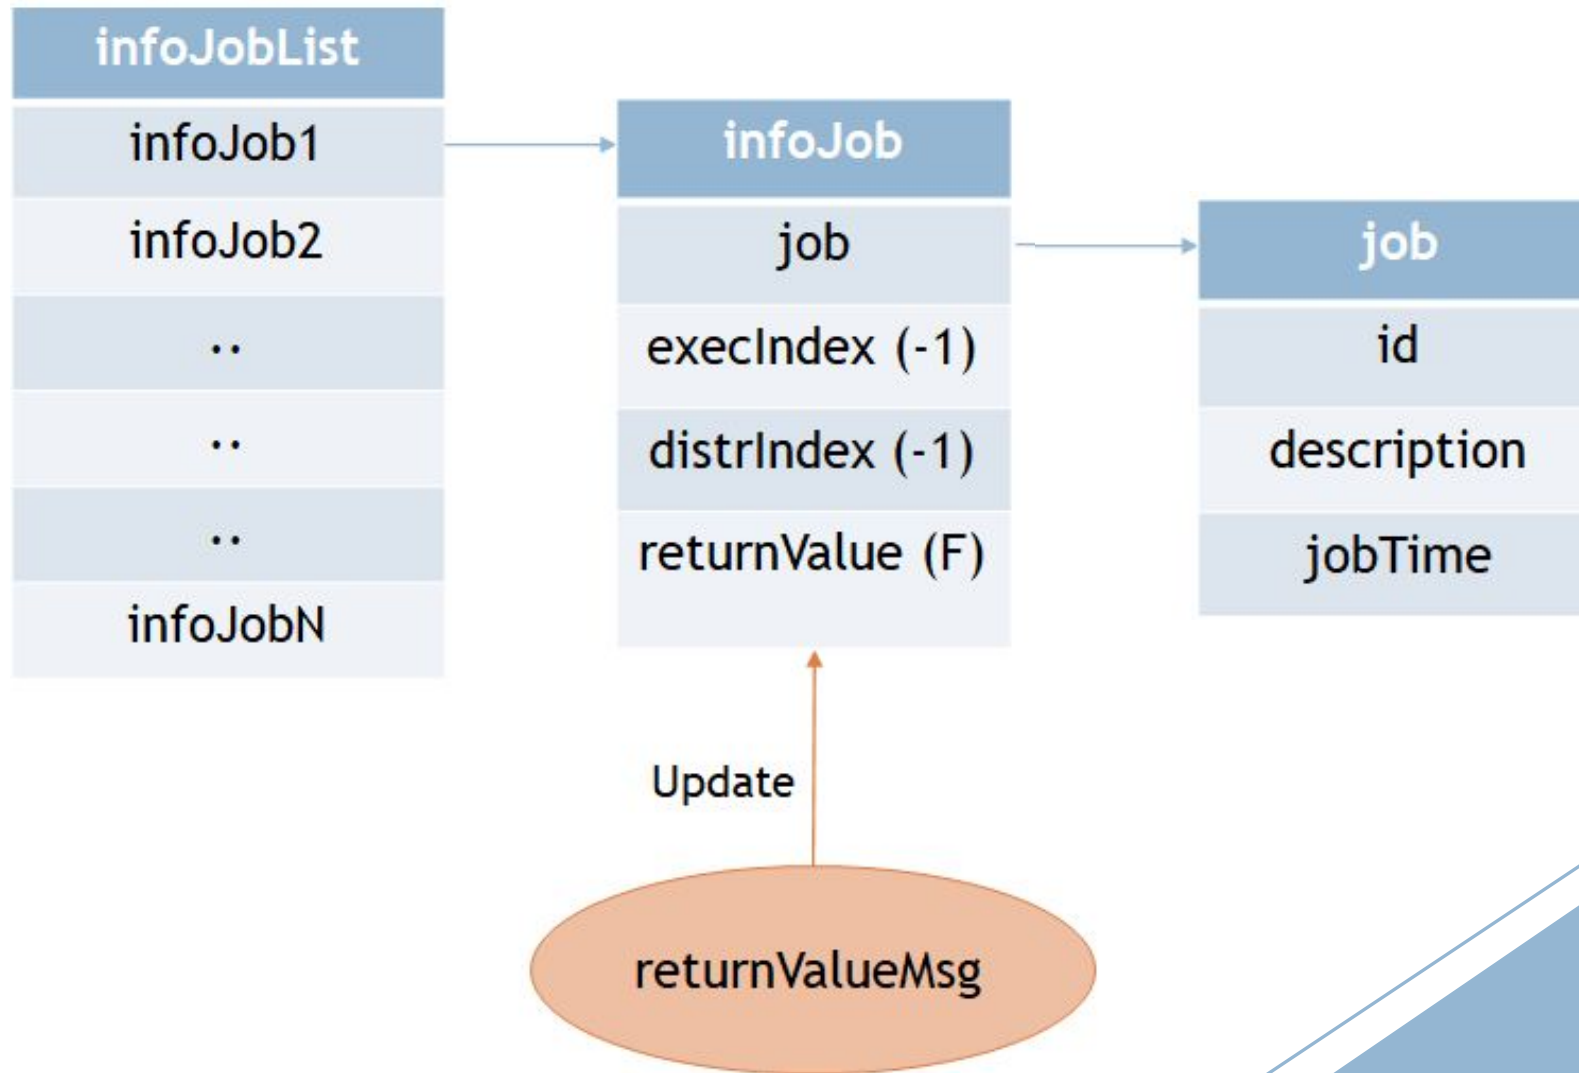 infoJobList
infoJob1
infoJob2
..
..
..
infoJobN
infoJob
job
execIndex (-1)
distrIndex (-1)
returnValue (F)
job
id
description
jobTime
Update
returnValueMsg